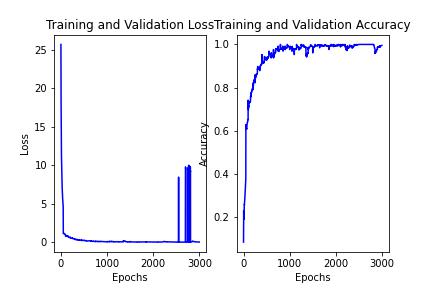 Training and Validation Loss
25
20
15
10
5
0
Loss
0 1000 2000 3000
Epochs
Training and Validation Accuracy
1.0
0.8
0.6
0.4
0.2
Accuracy
0 1000 2000 3000
Epochs